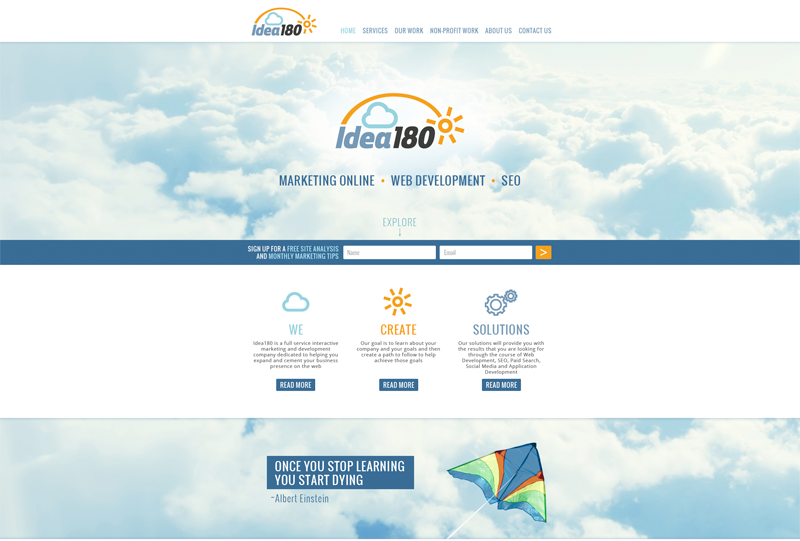 Idea180
HOME SERVICES OUR WORK NON-PROFIT WORK ABOUT US CONTACT US
Idea180
MARKETING ONLINE • WEB DEVELOPMENT • SEO
EXPLORE
SIGN UP FOR A FREE SITE ANALYSIS
AND MONTHLY MARKETING TIPS
Name
Email
>
WE
Idea180 is a full service interactive
marketing and development
company dedicated to helping you
expand and cement your business
presence on the web
READ MORE
CREATE
Our goal is to learn about your
company and your goals and then
create a path to follow to help
achieve those goals
READ MORE
SOLUTIONS
Our solutions will provide you with
the results that you are looking for
through the course of Web
Development, SEO, Paid Search,
Social Media and Application
Development
READ MORE
ONCE YOU STOP LEARNING
YOU START DYING
~Albert Einstein